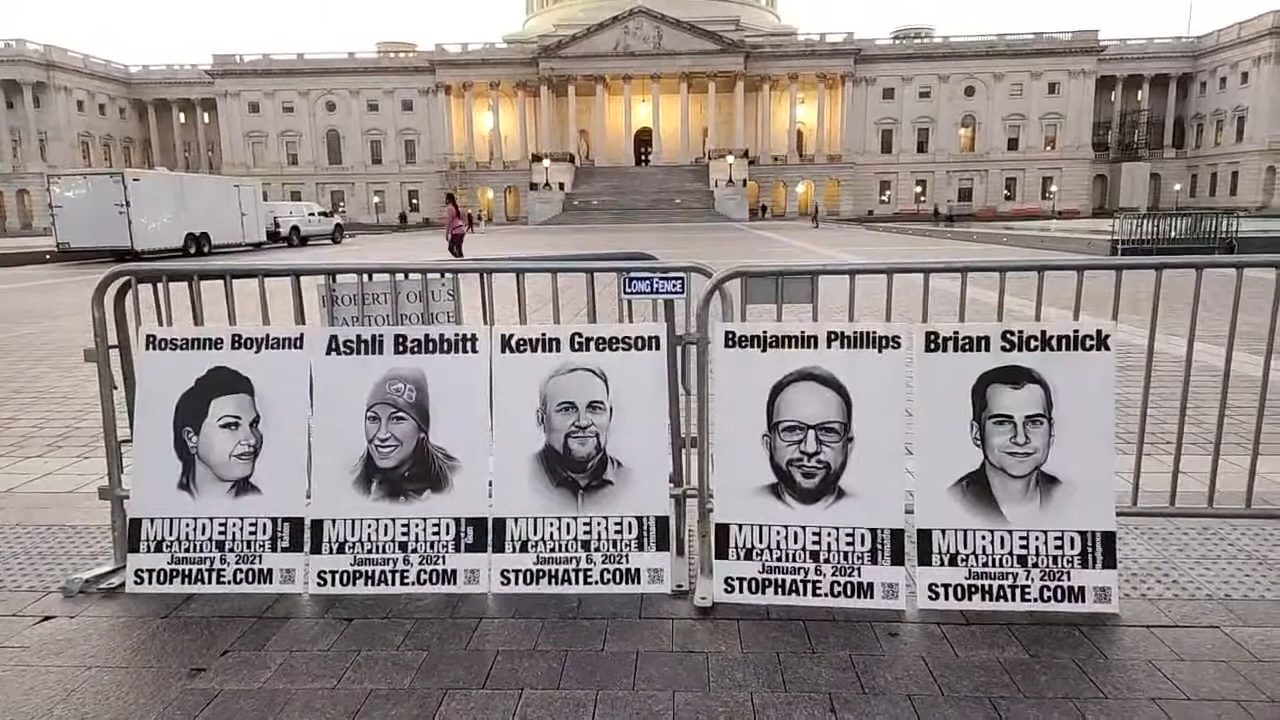 PROPERTY OF U.S
CAPITOL POLICE
LONG FENCE
Rosanne Boyland
MURDERED
BY CAPITOL POLICE
January 6, 2021
STOPHATE.COM
Ashli Babbitt
MURDERED
BY CAPITOL POLICE
January 6, 2021
STOPHATE.COM
Kevin Greeson
MURDERED
BY CAPITOL POLICE
January 6, 2021
STOPHATE.COM
Benjamin Phillips
MURDERED
BY CAPITOL POLICE
January 6, 2021
STOPHATE.COM
Brian Sicknick
MURDERED
BY CAPITOL POLICE
January 7, 2021
STOPHATE.COM